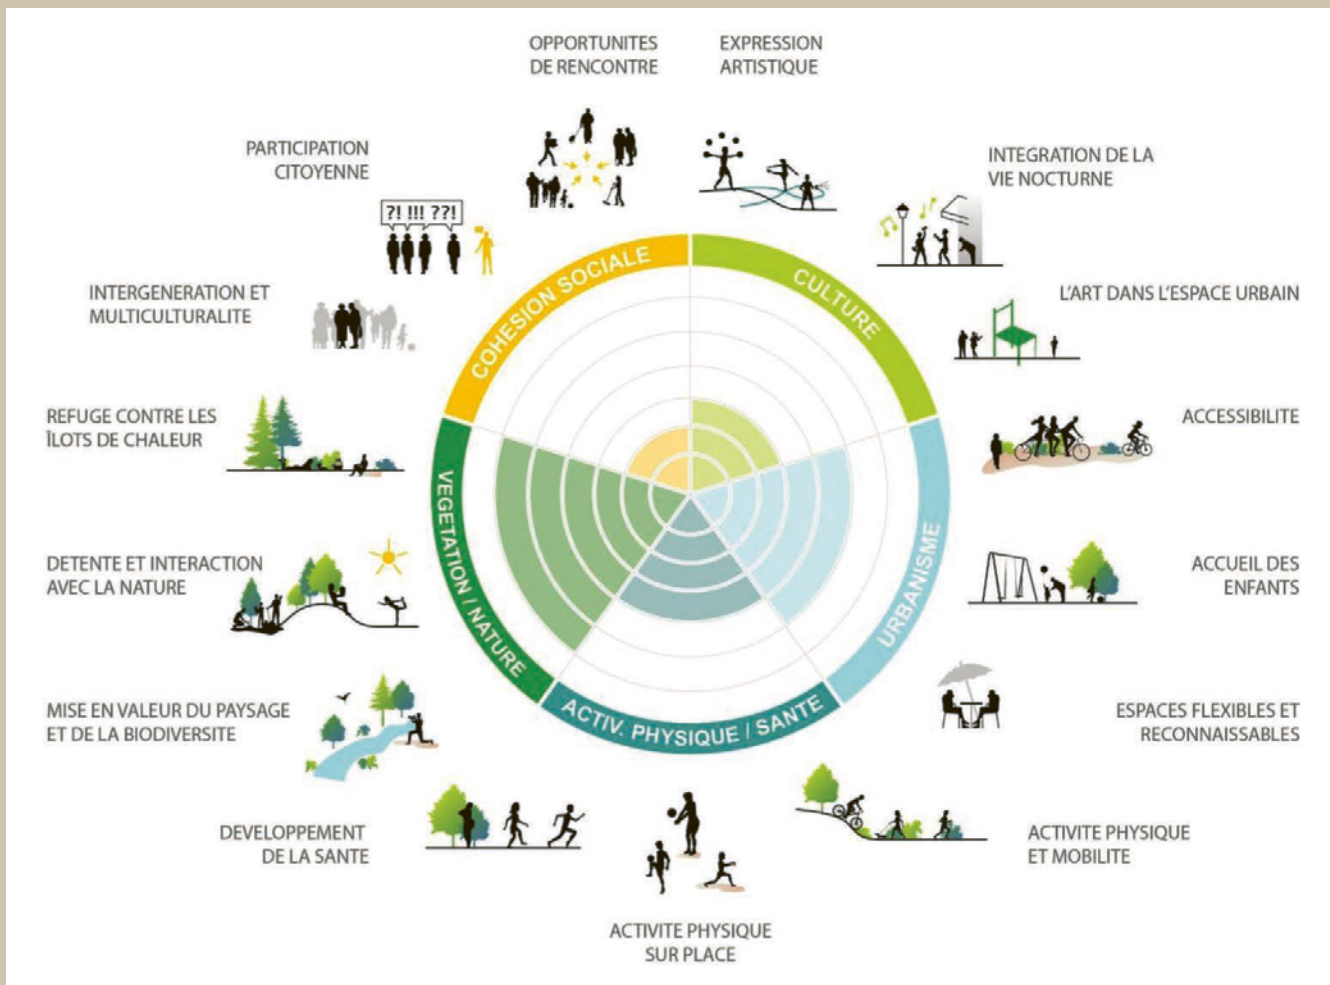 OPPORTUNITES
DE RENCONTRE
EXPRESSION
ARTISTIQUE
PARTICIPATION
CITOYENNE
INTEGRATION DE LA
VIE NOCTURNE
?! !!! ??!
INTERGENERATION ET
MULTICULTURALITE
L'ART DANS L'ESPACE URBAIN
COHESION SOCIALE
CULTURE
REFUGE CONTRE LES
ÎLOTS DE CHALEUR
ACCESSIBILITE
VEGETATION / NATURE
URBANISME
DETENTE ET INTERACTION
AVEC LA NATURE
ACCUEIL DES
ENFANTS
MISE EN VALEUR DU PAYSAGE
ET DE LA BIODIVERSITE
ACTIV. PHYSIQUE / SANTE
ESPACES FLEXIBLES ET
RECONNAISSABLES
DEVELOPPEMENT
DE LA SANTE
ACTIVITE PHYSIQUE
ET MOBILITE
ACTIVITE PHYSIQUE
SUR PLACE